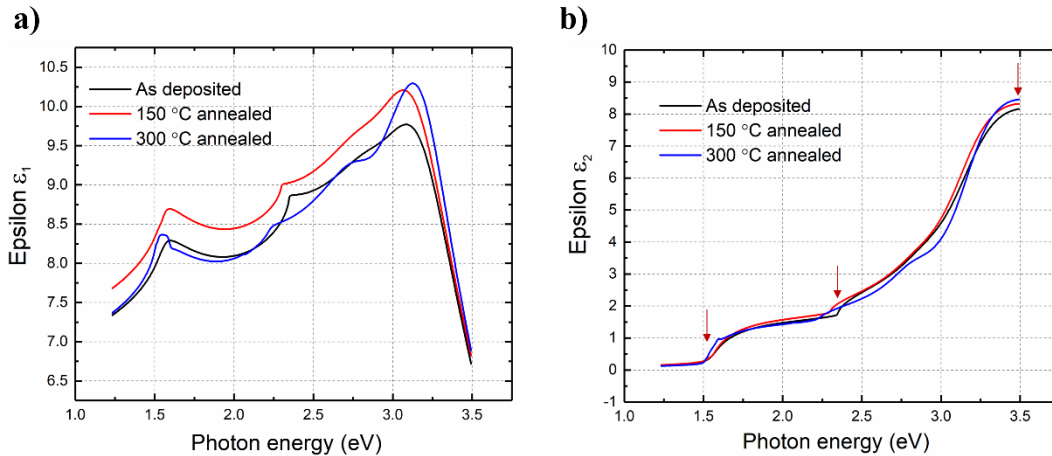 a)
10.5
10.0
9.5
9.0
8.5
8.0
7.5
7.0
6.5
Epsilon ε₁
As deposited
150 °C annealed
300 °C annealed
1.0 1.5 2.0 2.5 3.0 3.5
Photon energy (eV)
b)
10
9
8
7
6
5
4
3
2
1
0
-1
Epsilon ε₂
As deposited
150 °C annealed
300 °C annealed
1.0 1.5 2.0 2.5 3.0 3.5
Photon energy (eV)